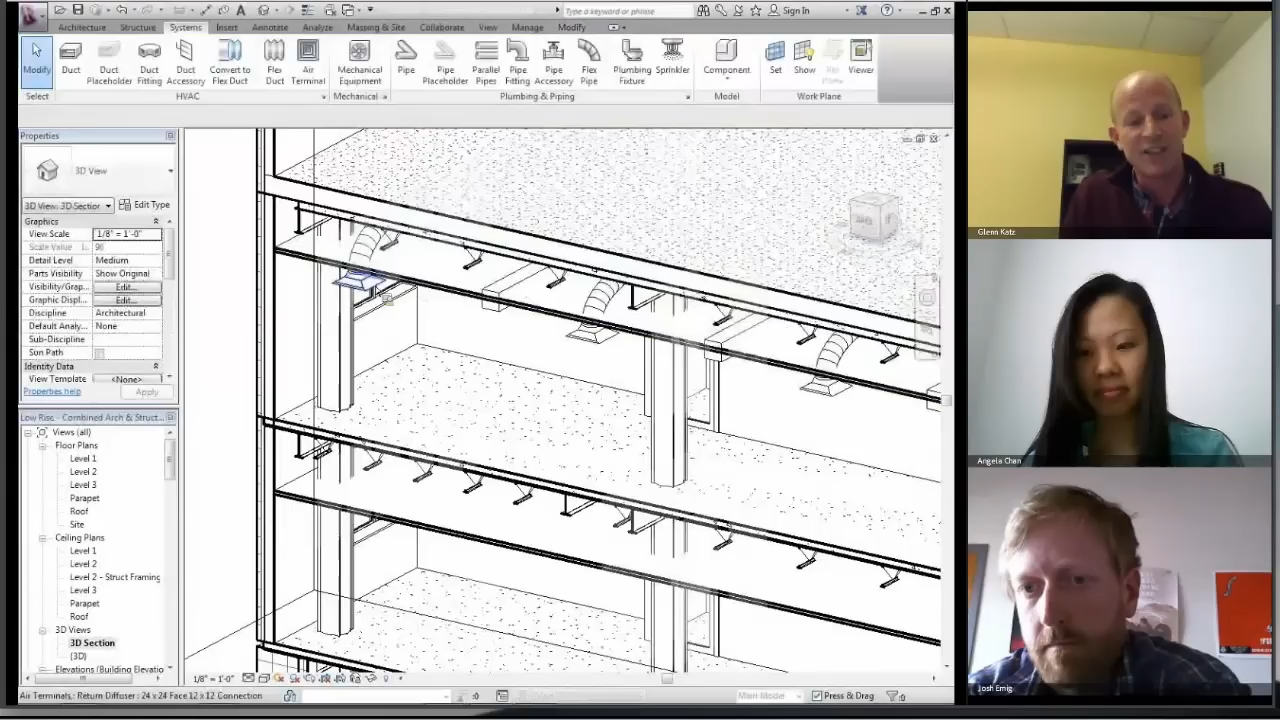 Type a keyword or phrase
Sign In
Architecture Structure Systems Insert Annotate Analyze Massing & Site Collaborate View Manage Modify
Modify Duct Duct Placeholder Duct Fitting Duct Accessory Convert to Flex Duct Flex Duct Air Terminal Mechanical Equipment Pipe Pipe Placeholder Parallel Pipes Pipe Fitting Pipe Accessory Flex Pipe Plumbing Fixture Sprinkler Component Set Show Viewer
Select HVAC Mechanical Plumbing & Piping Model Work Plane
Properties
3D View
3D View: 3D Section Edit Type
Graphics
View Scale 1/8" = 1'-0"
Scale Value 1: 96
Detail Level Medium
Parts Visibility Show Original
Visibility/Grap... Edit...
Graphic Displ... Edit...
Discipline Architectural
Default Analy... None
Sub-Discipline
Sun Path
Identity Data
View Template <None>
Properties help Apply
Low Rise - Combined Arch & Struct...
Views (all)
Floor Plans
Level 1
Level 2
Level 3
Parapet
Roof
Site
Ceiling Plans
Level 1
Level 2
Level 2 - Struct Framing
Level 3
Parapet
Roof
3D Views
3D Section
{3D}
Elevations (Building Elevatio
1/8" = 1'-0"
Air Terminals : Return Diffuser : 24 x 24 Face 12 x 12 Connection
:0
Main Model
Press & Drag
:0
Glenn Katz
Angela Chan
Josh Emig